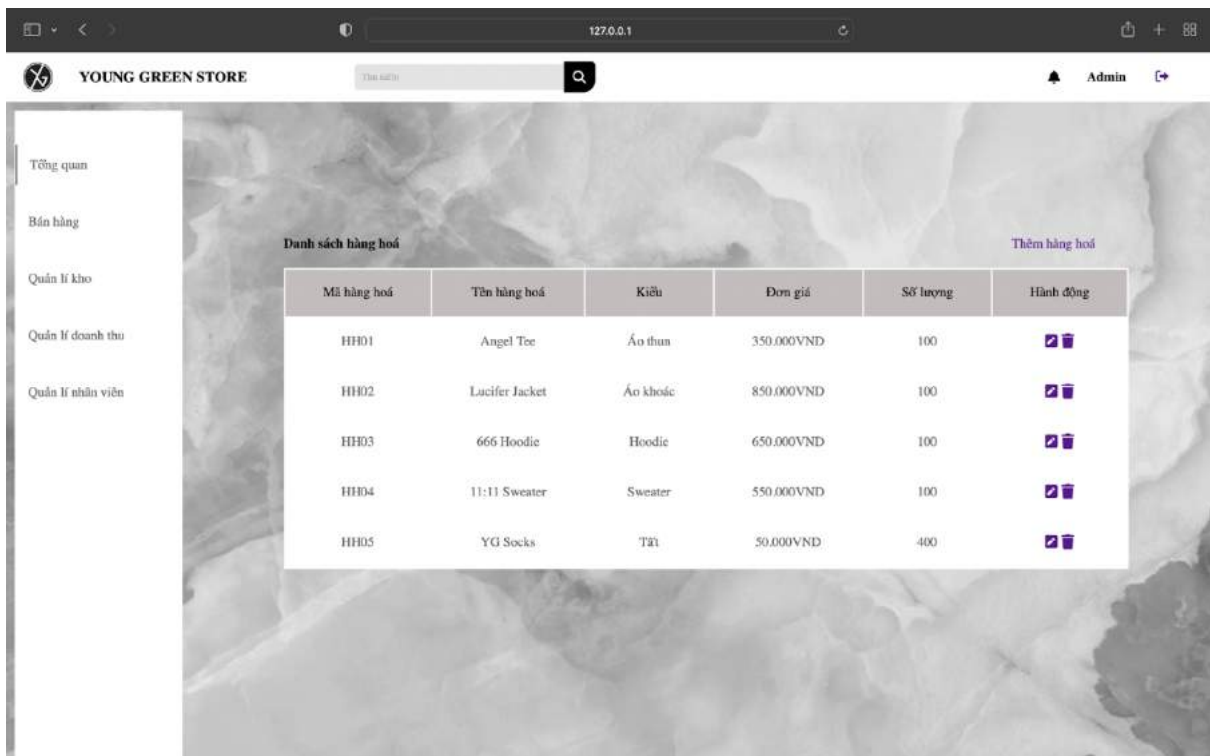 127.0.0.1
YOUNG GREEN STORE
Tìm kiếm
Admin
Tổng quan
Bán hàng
Quản lí kho
Quản lí doanh thu
Quản lí nhân viên
Danh sách hàng hoá
Thêm hàng hoá
Mã hàng hoá Tên hàng hoá Kiểu Đơn giá Số lượng Hành động
HH01 Angel Tee Áo thun 350.000VND 100
HH02 Lucifer Jacket Áo khoác 850.000VND 100
HH03 666 Hoodie Hoodie 650.000VND 100
HH04 11:11 Sweater Sweater 550.000VND 100
HH05 YG Socks Tất 50.000VND 400